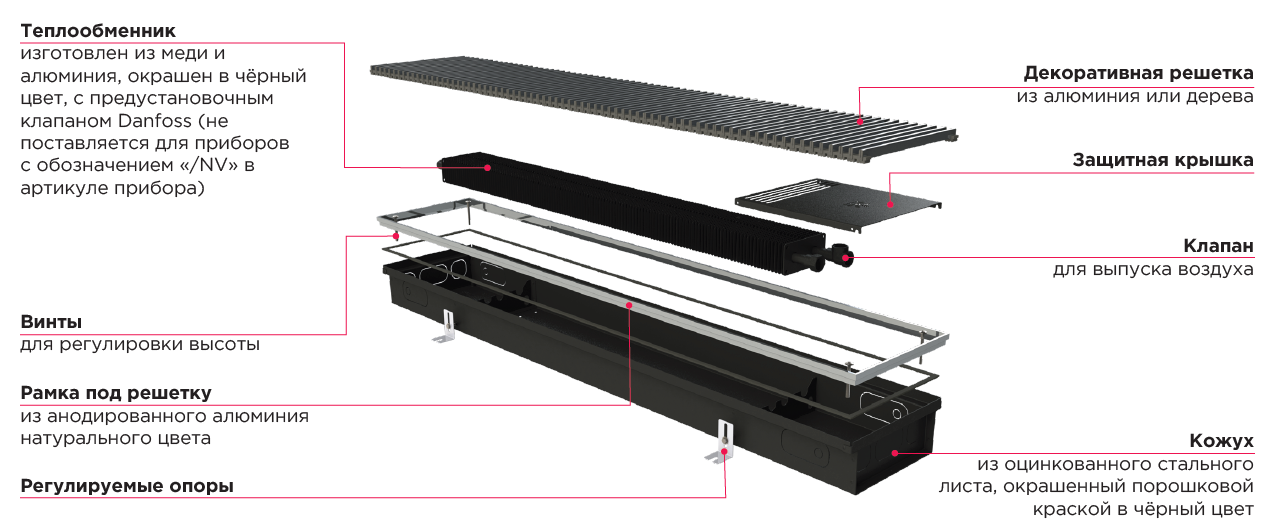 Теплообменник
изготовлен из меди и
алюминия, окрашен в чёрный
цвет, с предустановочным
клапаном Danfoss (не
поставляется для приборов
с обозначением «/NV» в
артикуле прибора)
Винты
для регулировки высоты
Рамка под решетку
из анодированного алюминия
натурального цвета
Регулируемые опоры
Декоративная решетка
из алюминия или дерева
Защитная крышка
Клапан
для выпуска воздуха
Кожух
из оцинкованного стального
листа, окрашенный порошковой
краской в чёрный цвет